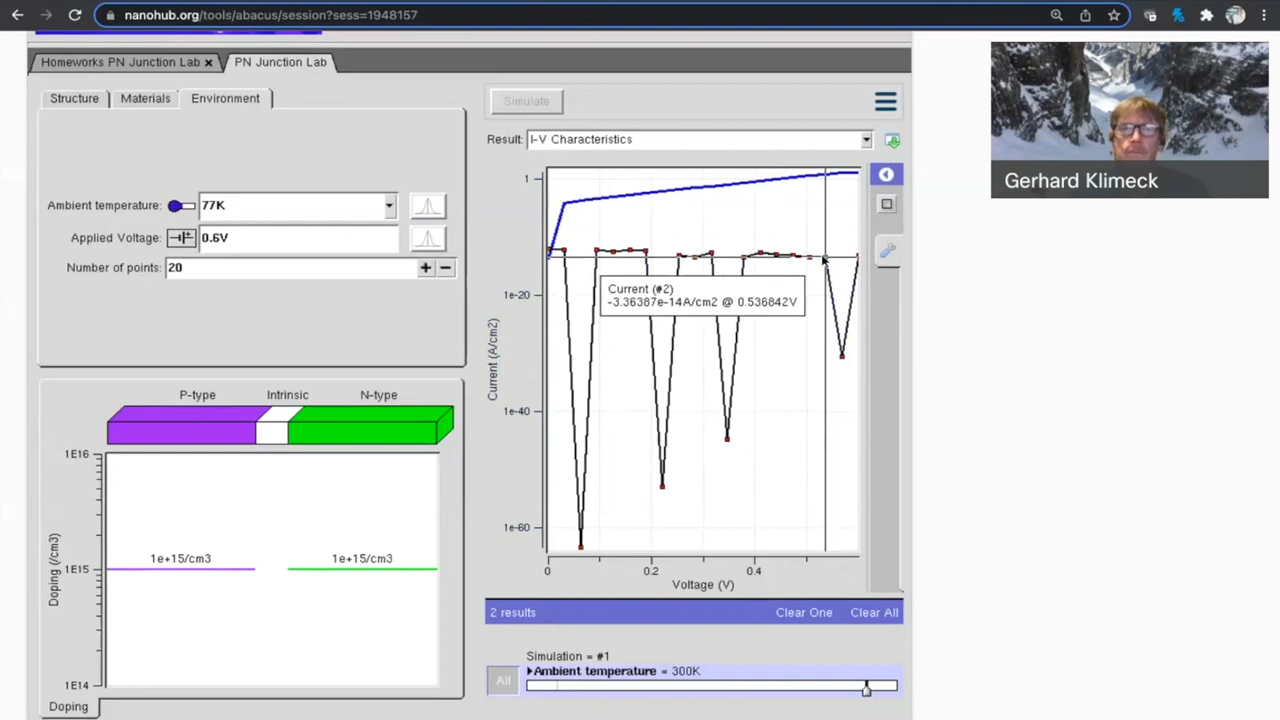 nanohub.org/tools/abacus/session?sess=1948157
Homeworks PN Junction Lab ×
PN Junction Lab
Structure
Materials
Environment
Ambient temperature:
77K
Applied Voltage:
0.6V
Number of points:
20
+
−
P-type
Intrinsic
N-type
1E16
1E15
1E14
Doping (/cm3)
1e+15/cm3
1e+15/cm3
Doping
Simulate
Result:
I-V Characteristics
1
1e-20
1e-40
1e-60
Current (A/cm2)
Current (#2)
-3.36387e-14A/cm2 @ 0.536842V
0
0.2
0.4
Voltage (V)
2 results
Clear One
Clear All
Simulation = #1
All
Ambient temperature = 300K
Gerhard Klimeck